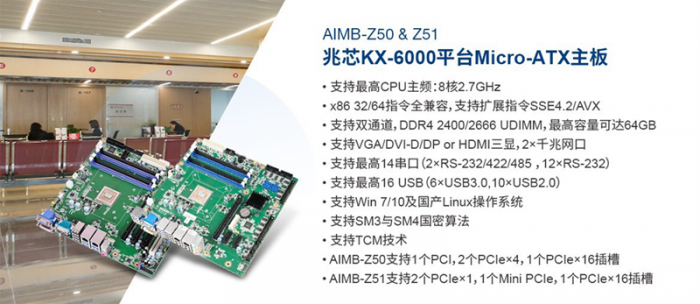 AIMB-Z50 & Z51
兆芯KX-6000平台Micro-ATX主板
• 支持最高CPU主频：8核2.7GHz
• x86 32/64指令全兼容，支持扩展指令SSE4.2/AVX
• 支持双通道，DDR4 2400/2666 UDIMM，最高容量可达64GB
• 支持VGA/DVI-D/DP or HDMI三显，2×千兆网口
• 支持最高14串口（2×RS-232/422/485 ，12×RS-232）
• 支持最高16 USB（6×USB3.0,10×USB2.0）
• 支持Win 7/10及国产Linux操作系统
• 支持SM3与SM4国密算法
• 支持TCM技术
• AIMB-Z50支持1个PCI，2个PCIe×4，1个PCIe×16插槽
• AIMB-Z51支持2个PCIe×1，1个Mini PCIe，1个PCIe×16插槽